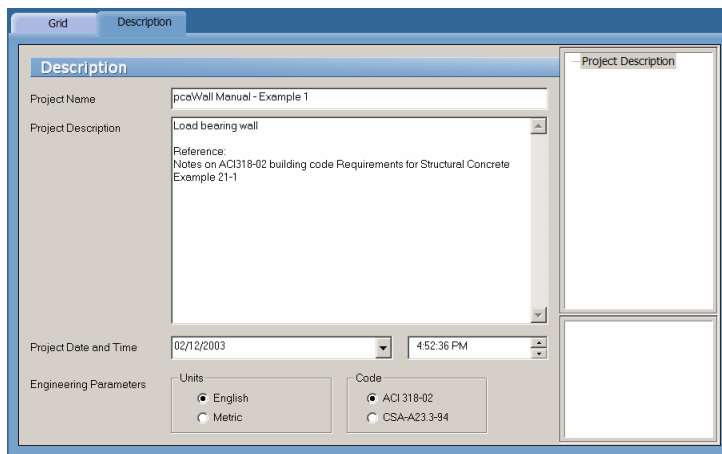 Grid
Description
Description
Project Description
Project Name
pcaWall Manual - Example 1
Project Description
Load bearing wall
Reference:
Notes on ACI318-02 building code Requirements for Structural Concrete
Example 21-1
Project Date and Time
02/12/2003
4:52:36 PM
Engineering Parameters
Units
English
Metric
Code
ACI 318-02
CSA-A23.3-94